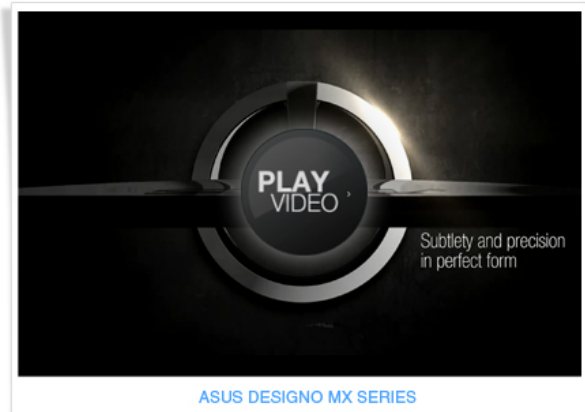 PLAY
VIDEO
Subtlety and precision
in perfect form
ASUS DESIGNO MX SERIES